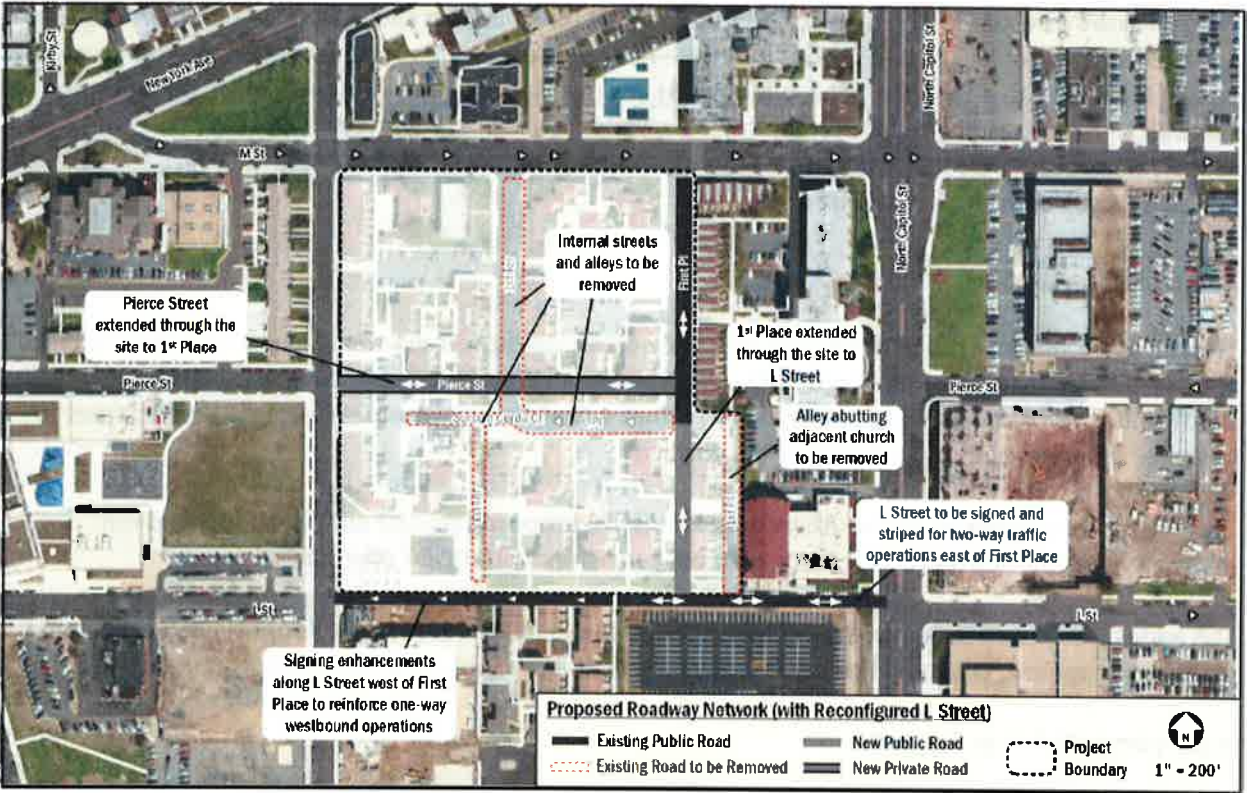 Kirby St
New York Ave
North Capitol St
M St
Internal streets
and alleys to be
removed
First Pl
North Capitol St
Pierce Street
extended through the
site to 1st Place
1st Place extended
through the site to
L Street
Pierce St
Pierce St
Pierce St
Alley abutting
adjacent church
to be removed
L Street to be signed and
striped for two-way traffic
operations east of First Place
L St
L St
Signing enhancements
along L Street west of First
Place to reinforce one-way
westbound operations
Proposed Roadway Network (with Reconfigured L Street)
Existing Public Road
New Public Road
Project
Boundary
N
Existing Road to be Removed
New Private Road
1" = 200'